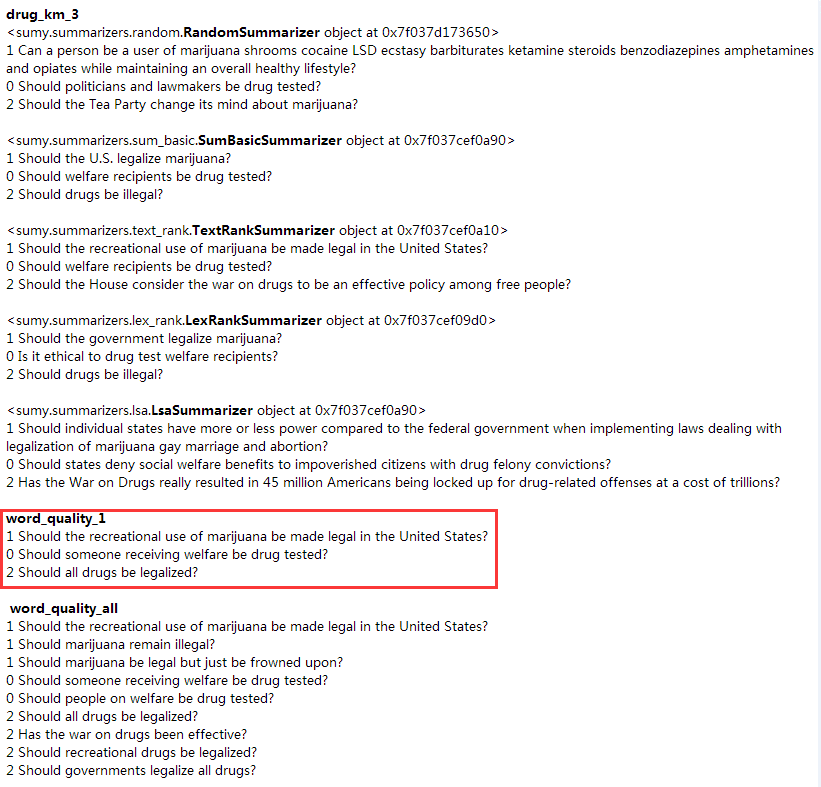 drug_km_3
<sumy.summarizers.random.RandomSummarizer object at 0x7f037d173650>
1 Can a person be a user of marijuana shrooms cocaine LSD ecstasy barbiturates ketamine steroids benzodiazepines amphetamines
and opiates while maintaining an overall healthy lifestyle?
0 Should politicians and lawmakers be drug tested?
2 Should the Tea Party change its mind about marijuana?
<sumy.summarizers.sum_basic.SumBasicSummarizer object at 0x7f037cef0a90>
1 Should the U.S. legalize marijuana?
0 Should welfare recipients be drug tested?
2 Should drugs be illegal?
<sumy.summarizers.text_rank.TextRankSummarizer object at 0x7f037cef0a10>
1 Should the recreational use of marijuana be made legal in the United States?
0 Should welfare recipients be drug tested?
2 Should the House consider the war on drugs to be an effective policy among free people?
<sumy.summarizers.lex_rank.LexRankSummarizer object at 0x7f037cef09d0>
1 Should the government legalize marijuana?
0 Is it ethical to drug test welfare recipients?
2 Should drugs be illegal?
<sumy.summarizers.lsa.LsaSummarizer object at 0x7f037cef0a90>
1 Should individual states have more or less power compared to the federal government when implementing laws dealing with
legalization of marijuana gay marriage and abortion?
0 Should states deny social welfare benefits to impoverished citizens with drug felony convictions?
2 Has the War on Drugs really resulted in 45 million Americans being locked up for drug-related offenses at a cost of trillions?
word_quality_1
1 Should the recreational use of marijuana be made legal in the United States?
0 Should someone receiving welfare be drug tested?
2 Should all drugs be legalized?
word_quality_all
1 Should the recreational use of marijuana be made legal in the United States?
1 Should marijuana remain illegal?
1 Should marijuana be legal but just be frowned upon?
0 Should someone receiving welfare be drug tested?
0 Should people on welfare be drug tested?
2 Should all drugs be legalized?
2 Has the war on drugs been effective?
2 Should recreational drugs be legalized?
2 Should governments legalize all drugs?